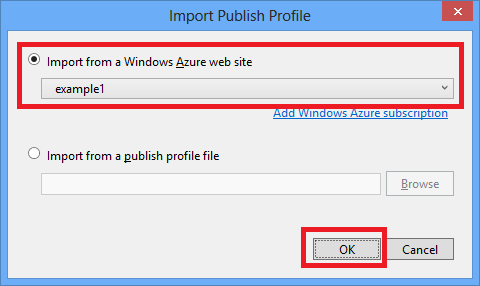 Import Publish Profile
Import from a Windows Azure web site
example1
Add Windows Azure subscription
Import from a publish profile file
Browse
OK
Cancel